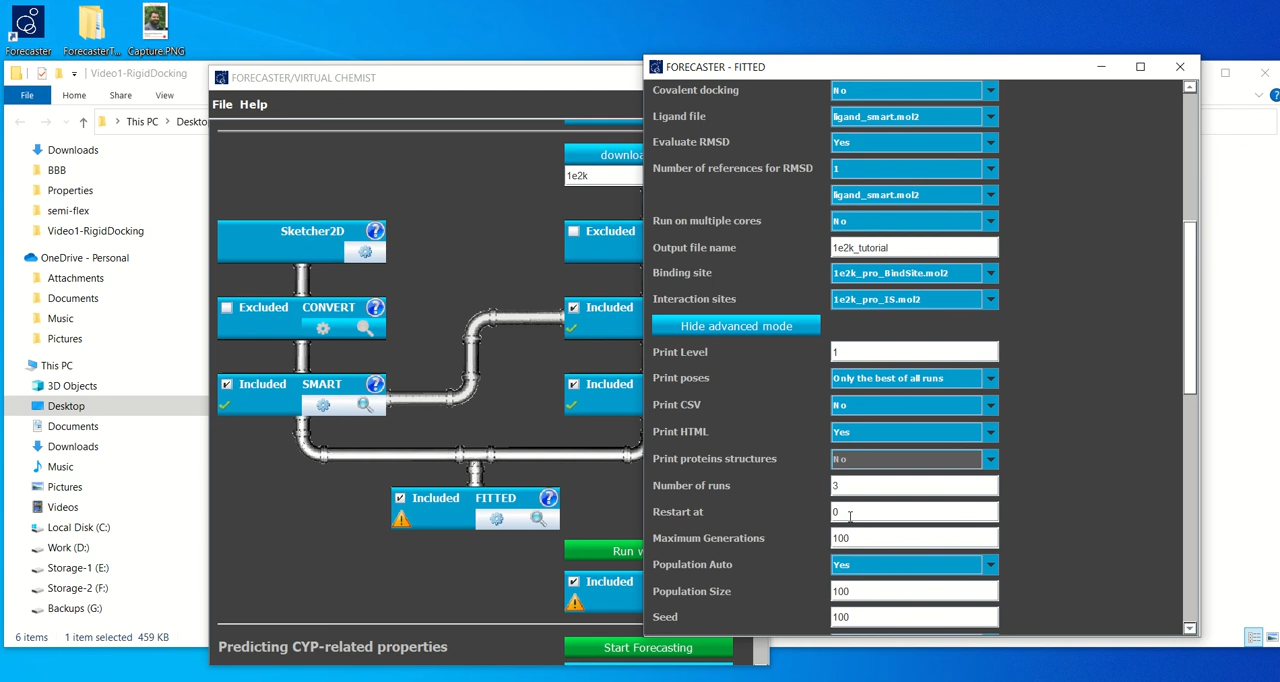 Forecaster
ForecasterT...
Capture.PNG
Video1-RigidDocking
File
Home
Share
View
This PC
Deskto
Downloads
BBB
Properties
semi-flex
Video1-RigidDocking
OneDrive - Personal
Attachments
Documents
Music
Pictures
This PC
3D Objects
Desktop
Documents
Downloads
Music
Pictures
Videos
Local Disk (C:)
Work (D:)
Storage-1 (E:)
Storage-2 (F:)
Backups (G:)
6 items
1 item selected 459 KB
FORECASTER/VIRTUAL CHEMIST
File Help
downloa
1e2k
Sketcher2D
Excluded
Excluded CONVERT
Included
Included SMART
Included
Included FITTED
Run w
Included
Predicting CYP-related properties
Start Forecasting
FORECASTER - FITTED
Covalent docking
No
Ligand file
ligand_smart.mol2
Evaluate RMSD
Yes
Number of references for RMSD
1
ligand_smart.mol2
Run on multiple cores
No
Output file name
1e2k_tutorial
Binding site
1e2k_pro_BindSite.mol2
Interaction sites
1e2k_pro_IS.mol2
Hide advanced mode
Print Level
1
Print poses
Only the best of all runs
Print CSV
No
Print HTML
Yes
Print proteins structures
No
Number of runs
3
Restart at
0
Maximum Generations
100
Population Auto
Yes
Population Size
100
Seed
100